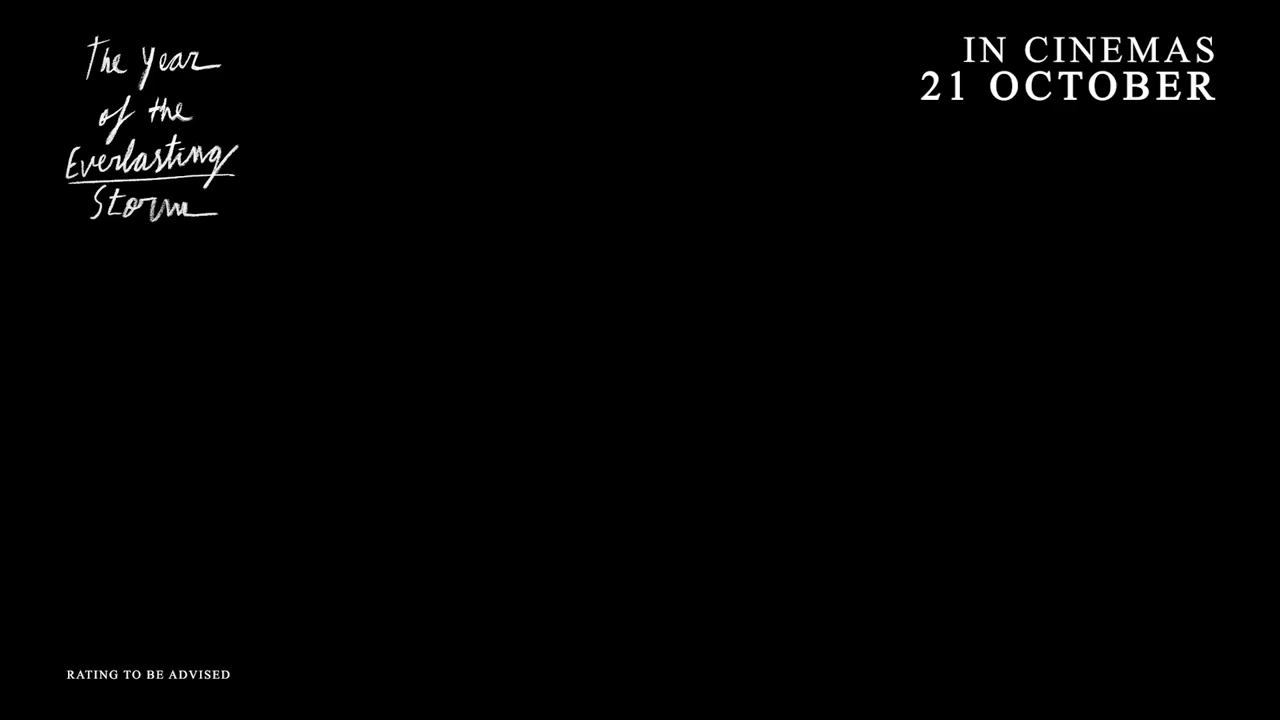 The Year
of the
Everlasting
Storm
IN CINEMAS
21 OCTOBER
RATING TO BE ADVISED